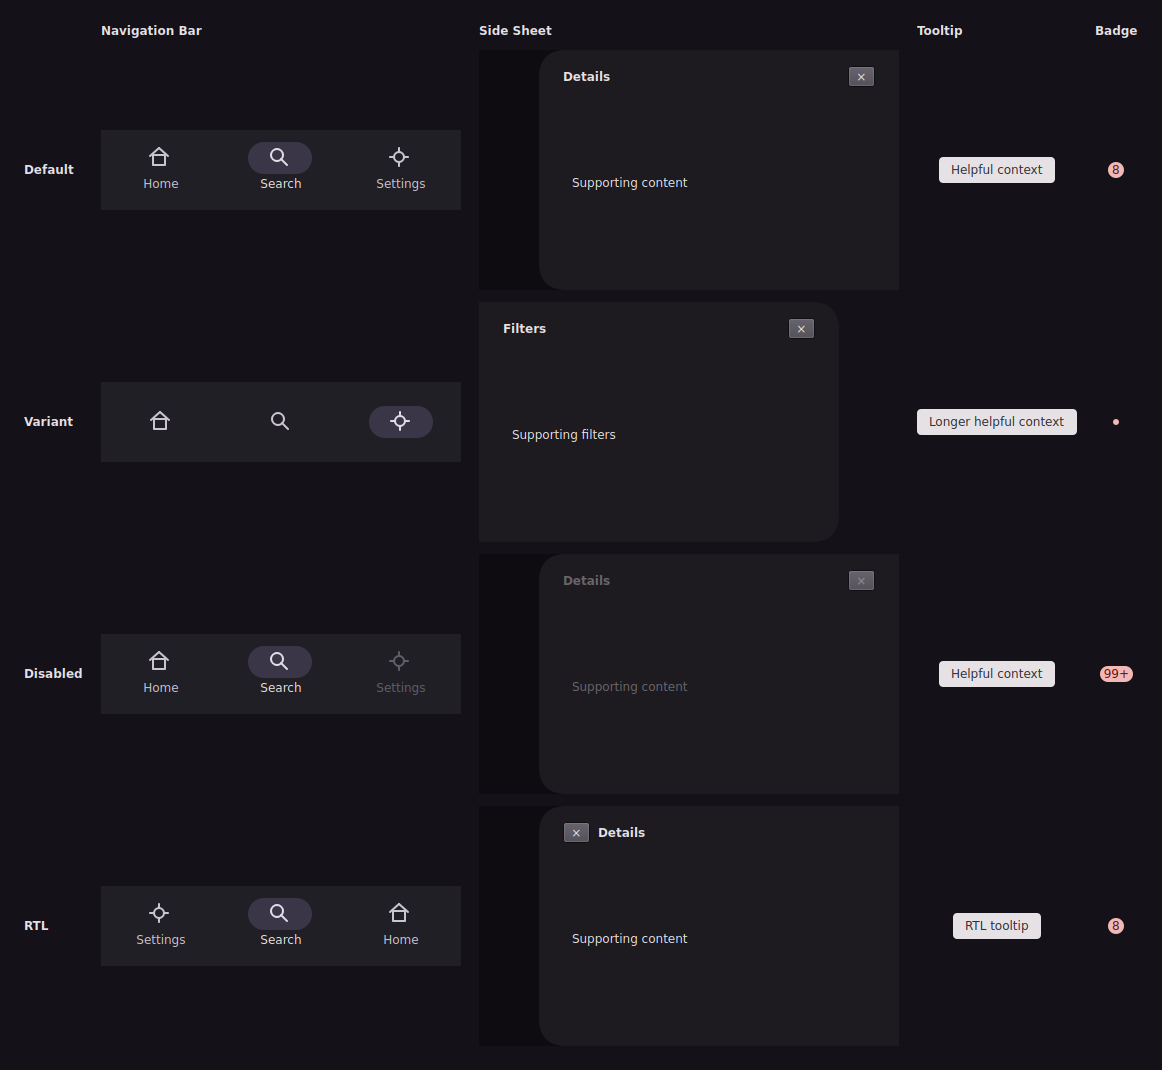 Navigation Bar
Side Sheet
Tooltip
Badge
Default
Home
Search
Settings
Details
×
Supporting content
Helpful context
8
Variant
Filters
×
Supporting filters
Longer helpful context
Disabled
Home
Search
Settings
Details
×
Supporting content
Helpful context
99+
RTL
Settings
Search
Home
× Details
Supporting content
RTL tooltip
8